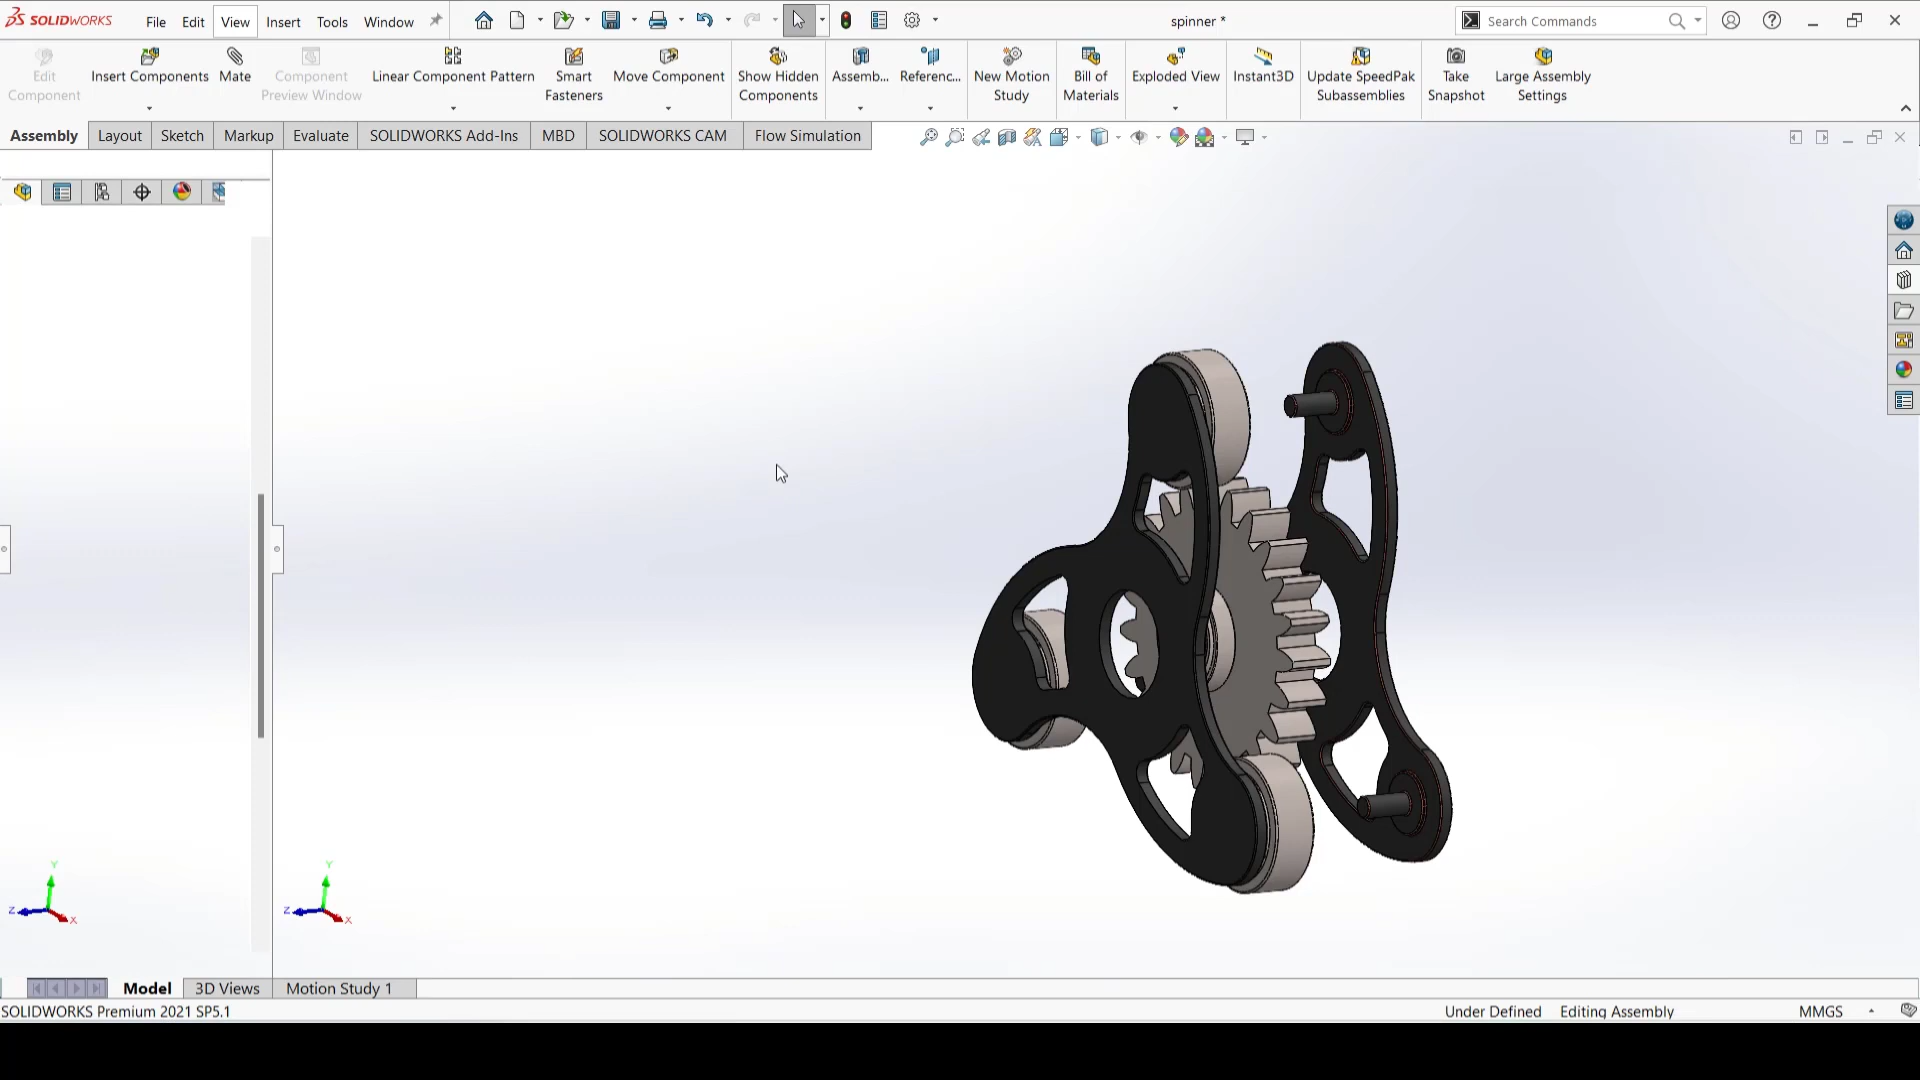 SOLIDWORKS File Edit View Insert Tools Window spinner * Search Commands
Edit Component
Insert Components
Mate
Component Preview Window
Linear Component Pattern
Smart Fasteners
Move Component
Show Hidden Components
Assemb...
Referenc...
New Motion Study
Bill of Materials
Exploded View
Instant3D
Update SpeedPak Subassemblies
Take Snapshot
Large Assembly Settings
Assembly Layout Sketch Markup Evaluate SOLIDWORKS Add-Ins MBD SOLIDWORKS CAM Flow Simulation
Y Z X
Y Z X
Model 3D Views Motion Study 1
SOLIDWORKS Premium 2021 SP5.1 Under Defined Editing Assembly MMGS